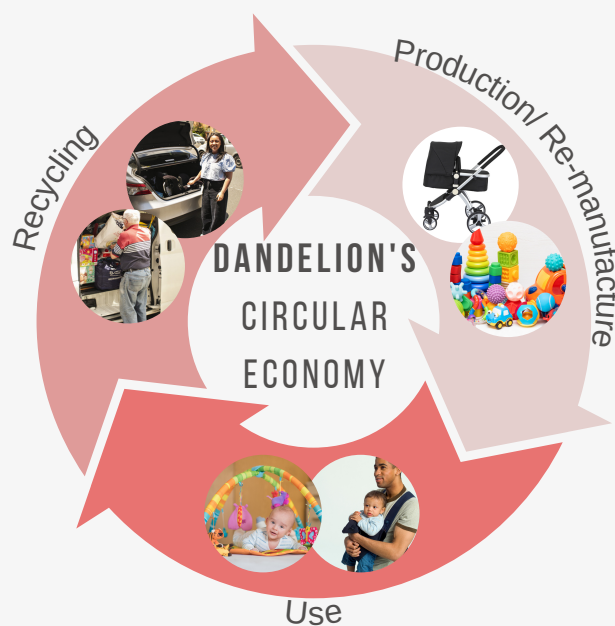 Recycling
Production/ Re-manufacture
DANDELION'S
CIRCULAR
ECONOMY
Use